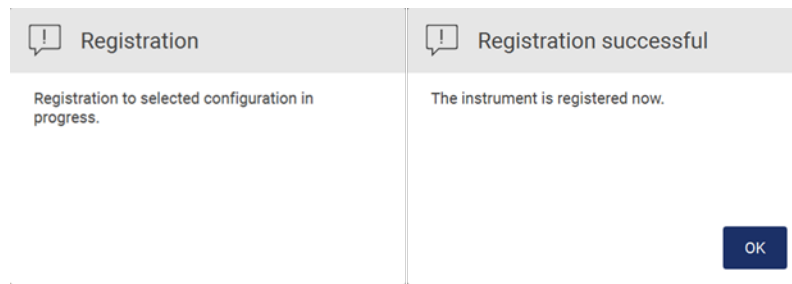 Registration
Registration to selected configuration in
progress.
Registration successful
The instrument is registered now.
OK